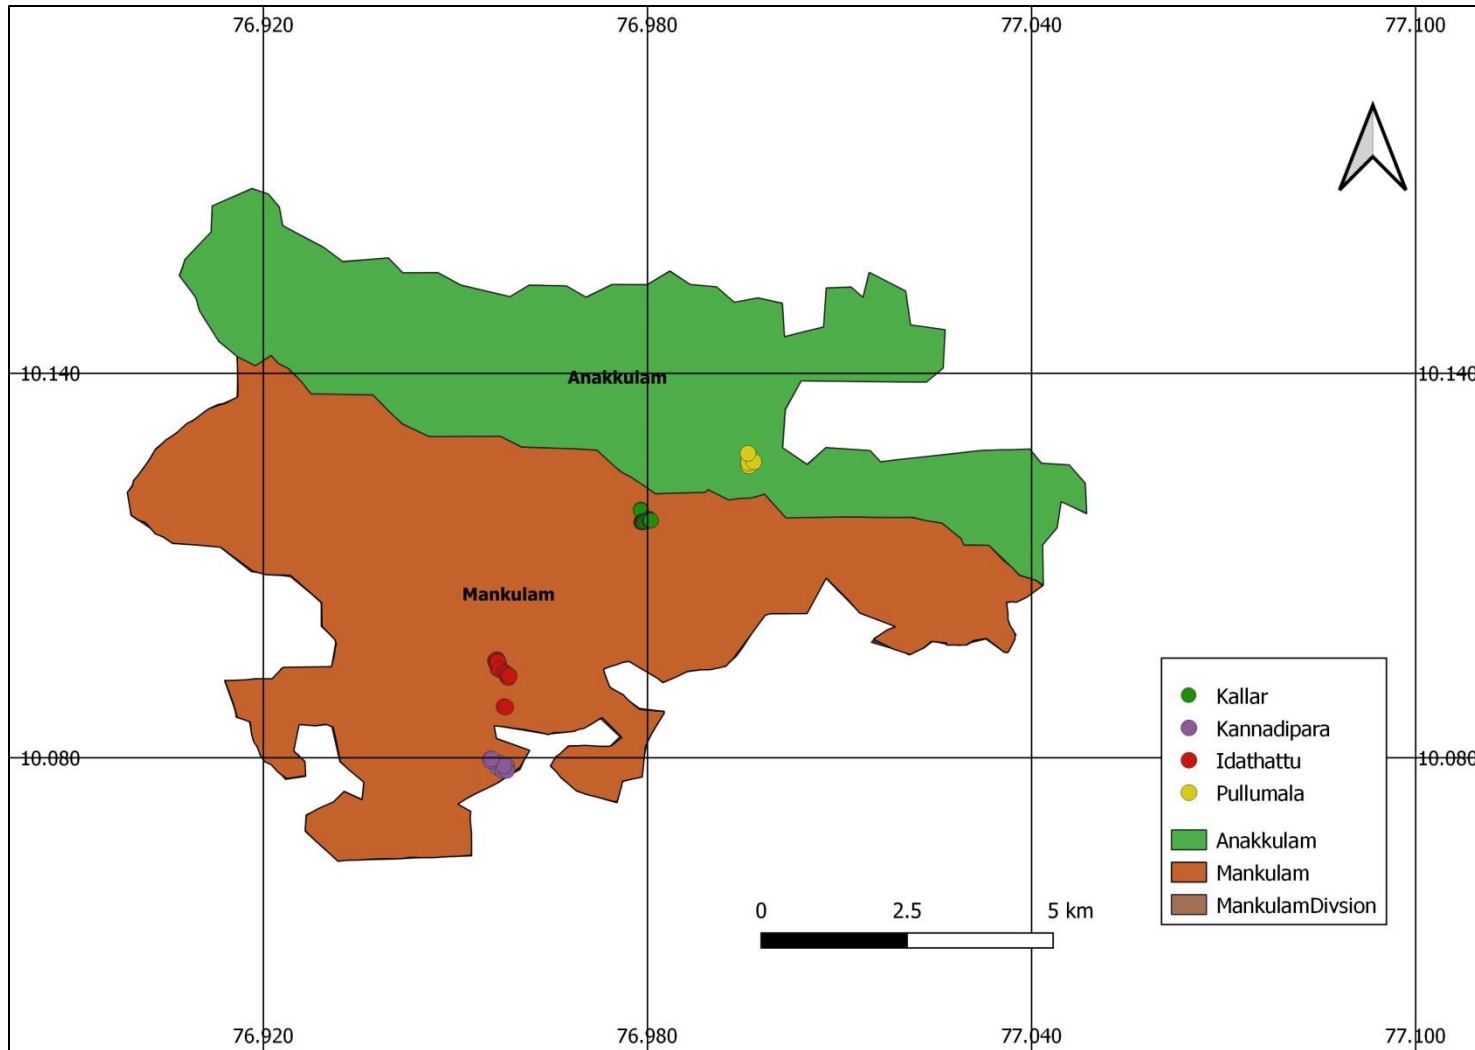 76.920 76.980 77.040 77.100
10.140 10.140
Anakkulam
Mankulam
Kallar
Kannadipara
Idathattu
Pullumala
Anakkulam
Mankulam
MankulamDivsion
10.080 10.080
0 2.5 5 km
76.920 76.980 77.040 77.100